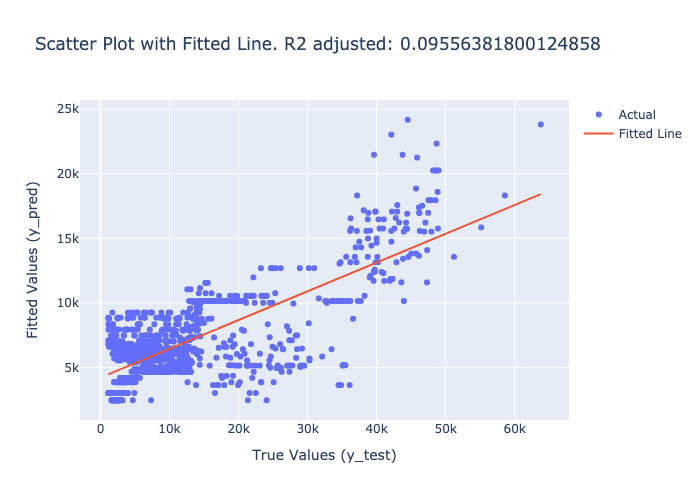 Scatter Plot with Fitted Line. R2 adjusted: 0.09556381800124858
25k
20k
15k
10k
5k
0
10k
20k
30k
40k
50k
60k
Fitted Values (y_pred)
True Values (y_test)
Actual
Fitted Line